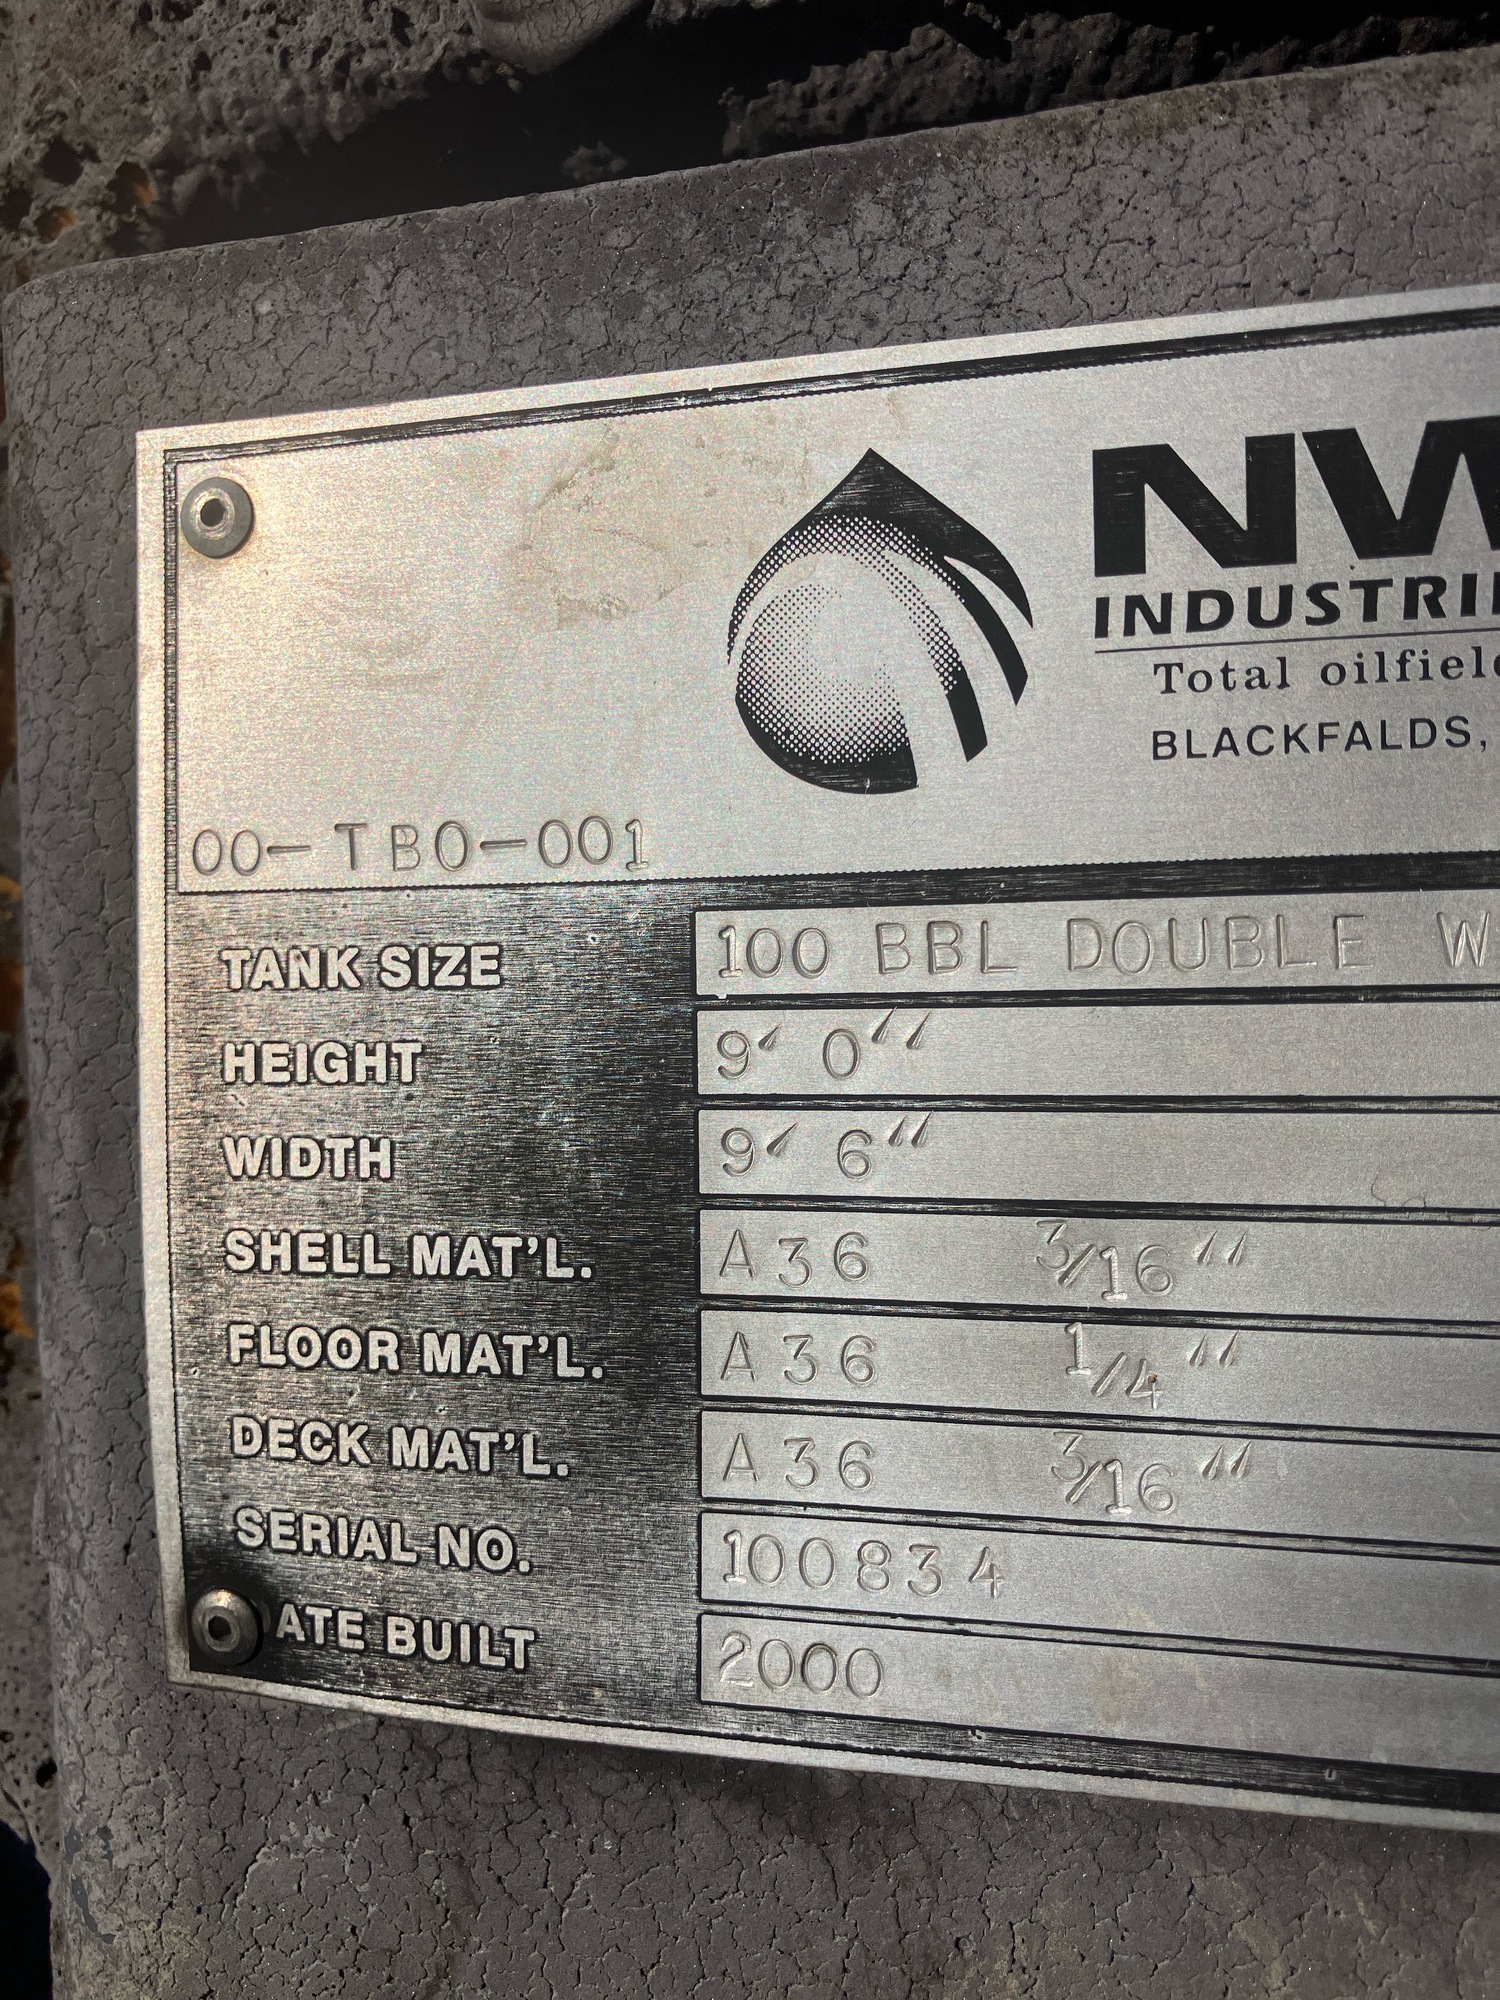 NW
INDUSTRI
Total oilfield
BLACKFALDS,
00-TBO-001
TANK SIZE 100 BBL DOUBLE W
HEIGHT 9' 0"
WIDTH 9' 6"
SHELL MAT'L. A36 3/16"
FLOOR MAT'L. A36 1/4"
DECK MAT'L. A36 3/16"
SERIAL NO. 100834
ATE BUILT 2000